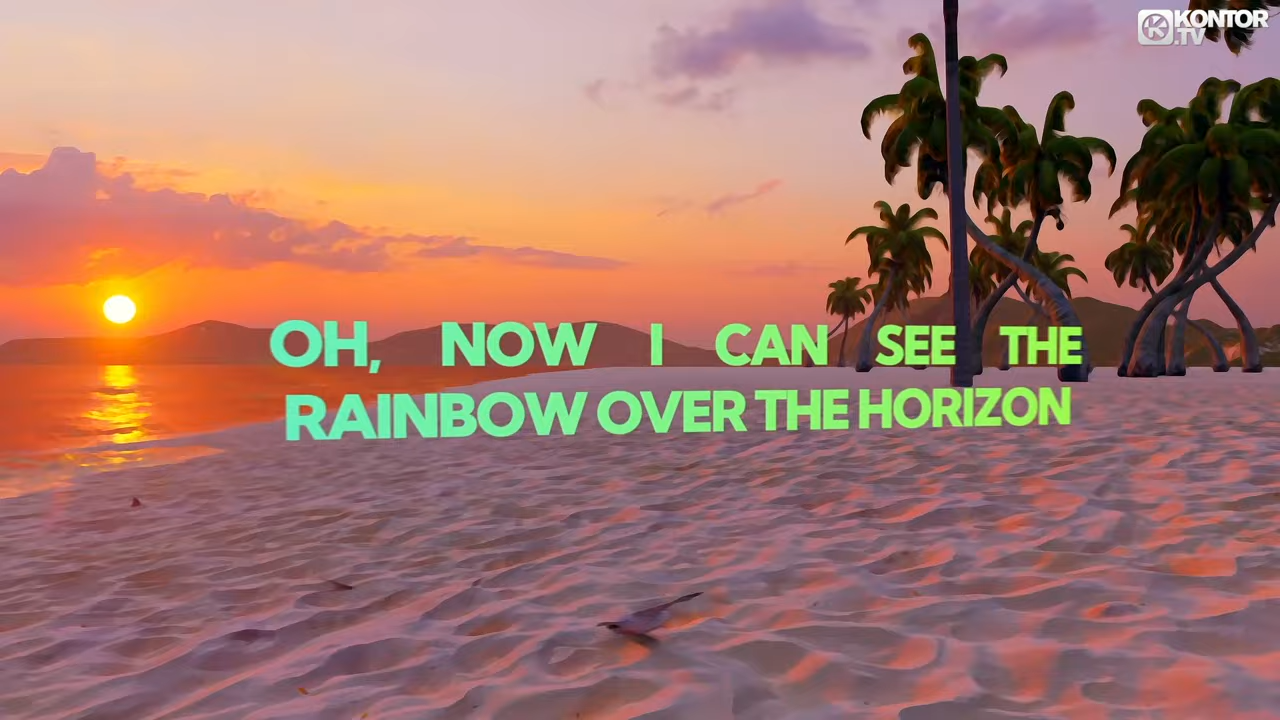 KONTOR
.TV
OH, NOW I CAN SEE THE
RAINBOW OVER THE HORIZON